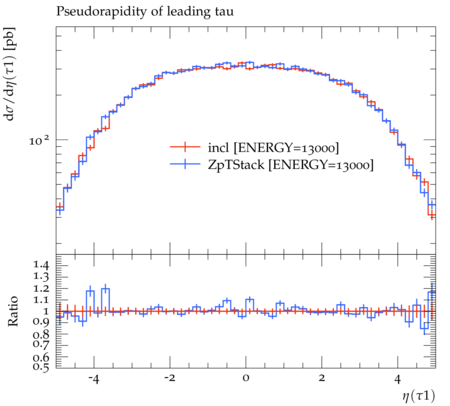 Pseudorapidity of leading tau
dσ/dη(τ1) [pb]
10²
incl [ENERGY=13000]
ZpTStack [ENERGY=13000]
Ratio
1.4
1.3
1.2
1.1
1
0.9
0.8
0.7
0.6
0.5
-4 -2 0 2 4
η(τ1)